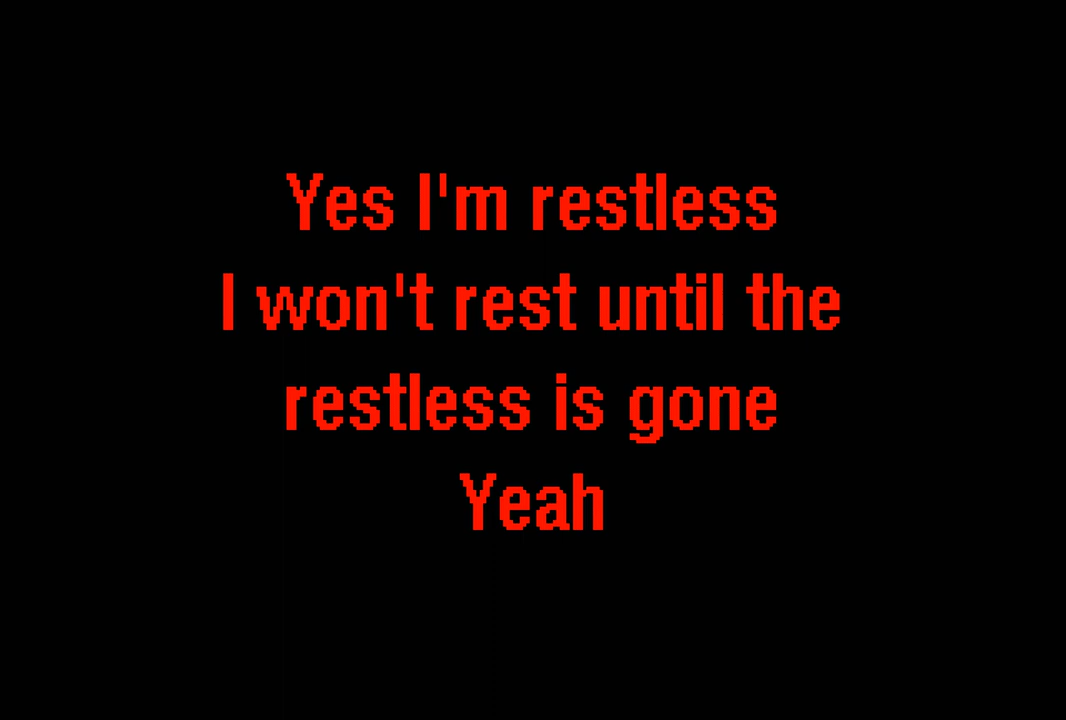 Yes I'm restless
I won't rest until the
restless is gone
Yeah